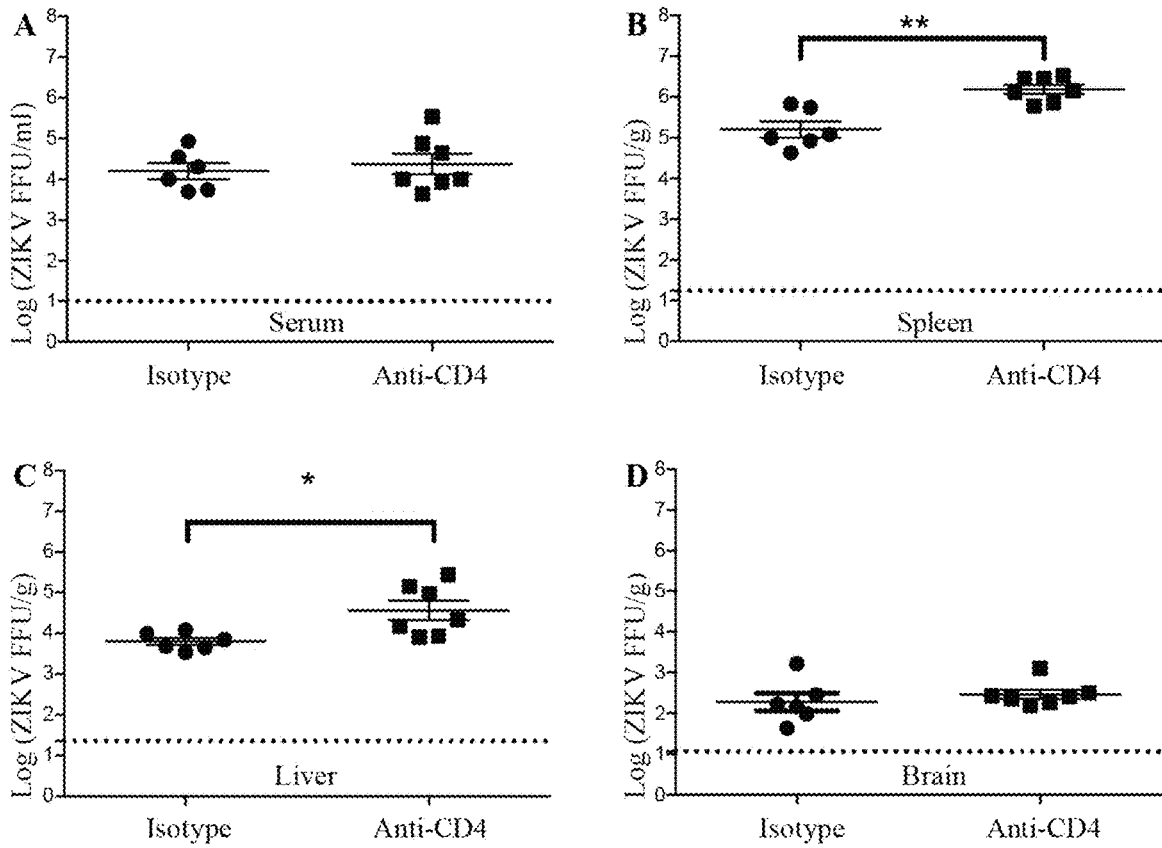 A
Log (ZIKV FFU/ml)
8
7
6
5
4
3
2
1
0
Serum
Isotype
Anti-CD4
B
**
Log (ZIKV FFU/g)
8
7
6
5
4
3
2
1
0
Spleen
Isotype
Anti-CD4
C
*
Log (ZIKV FFU/g)
8
7
6
5
4
3
2
1
0
Liver
Isotype
Anti-CD4
D
Log (ZIKV FFU/g)
8
7
6
5
4
3
2
1
0
Brain
Isotype
Anti-CD4